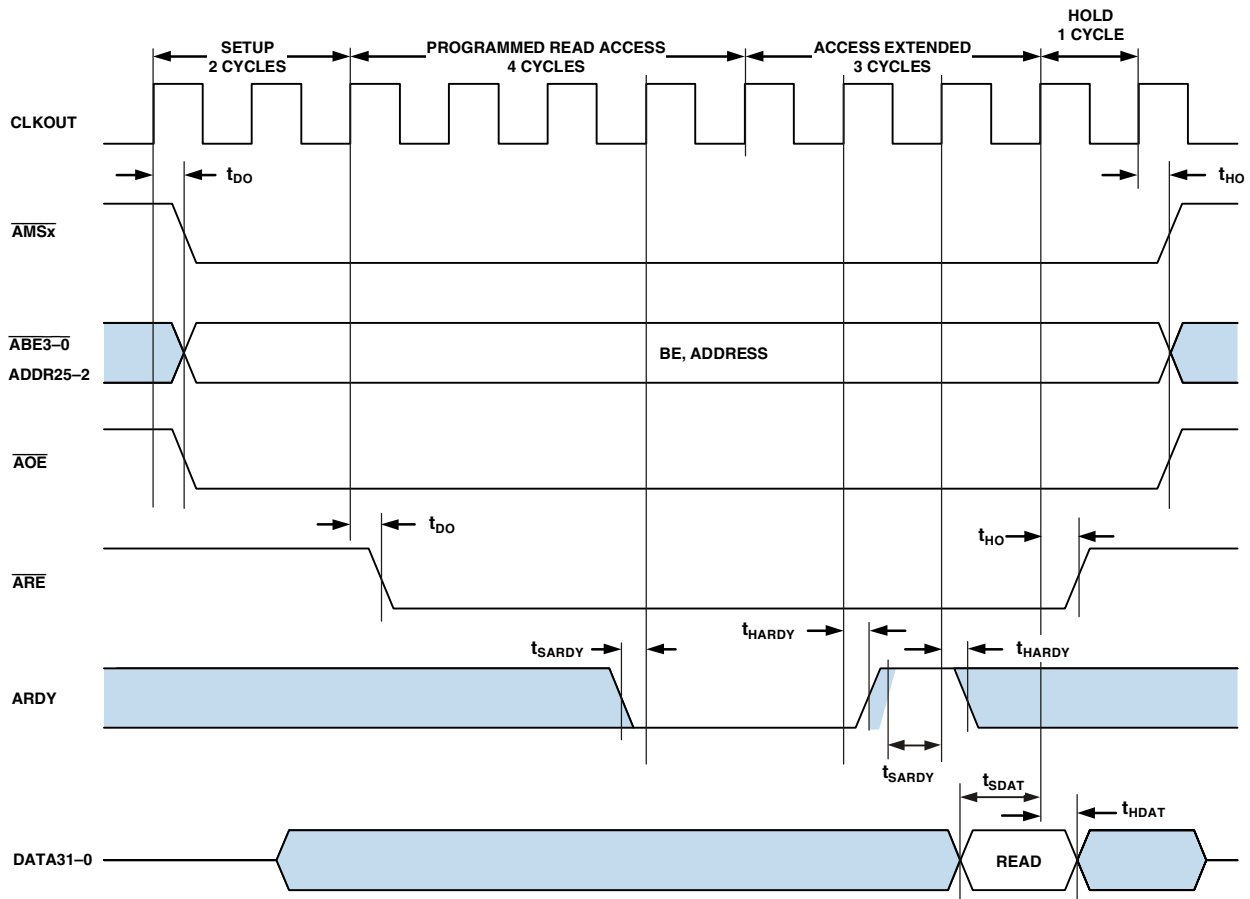 HOLD
1 CYCLE
SETUP
2 CYCLES
PROGRAMMED READ ACCESS
4 CYCLES
ACCESS EXTENDED
3 CYCLES
CLKOUT
tDO
tHO
AMSx
ABE3–0
BE, ADDRESS
ADDR25–2
AOE
tDO
tHO
ARE
tSARDY
tHARDY
tHARDY
ARDY
tSARDY
tSDAT
tHDAT
DATA31–0
READ